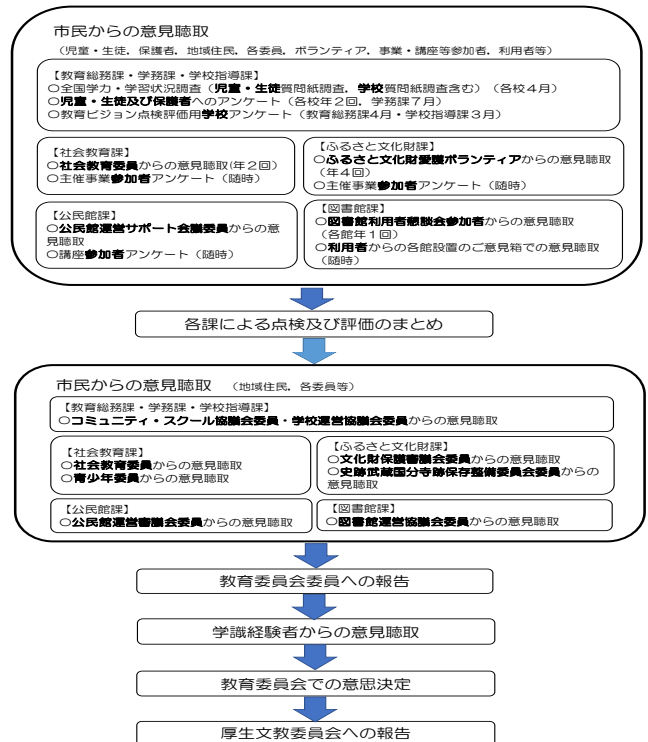 市民からの意見聴取
（児童・生徒，保護者，地域住民，各委員，ボランティア，事業・講座等参加者，利用者等）
【教育総務課・学務課・学校指導課】
○全国学力・学習状況調査（児童・生徒質問紙調査，学校質問紙調査含む）（各校４月）
○児童・生徒及び保護者へのアンケート（各校年２回，学務課７月）
○教育ビジョン点検評価用学校アンケート（教育総務課4月・学校指導課３月）
【社会教育課】
○社会教育委員からの意見聴取(年２回）
○主催事業参加者アンケート（随時）
【ふるさと文化財課】
○ふるさと文化財愛護ボランティアからの意見聴取
（年４回）
○主催事業参加者アンケート（随時）
【公民館課】
○公民館運営サポート会議委員からの意
見聴取
○講座参加者アンケート（随時）
【図書館課】
○図書館利用者懇談会参加者からの意見聴取
（各館年１回）
○利用者からの各館設置のご意見箱での意見聴取
（随時）
各課による点検及び評価のまとめ
市民からの意見聴取　（地域住民，各委員等）
【教育総務課・学務課・学校指導課】
○コミュニティ・スクール協議会委員・学校運営協議会委員からの意見聴取
【社会教育課】
○社会教育委員からの意見聴取
○青少年委員からの意見聴取
【ふるさと文化財課】
○文化財保護審議会委員からの意見聴取
○史跡武蔵国分寺跡保存整備委員会委員からの
意見聴取
【公民館課】
○公民館運営審議会委員からの意見聴取
【図書館課】
○図書館運営協議会委員からの意見聴取
教育委員会委員への報告
学識経験者からの意見聴取
教育委員会での意思決定
厚生文教委員会への報告